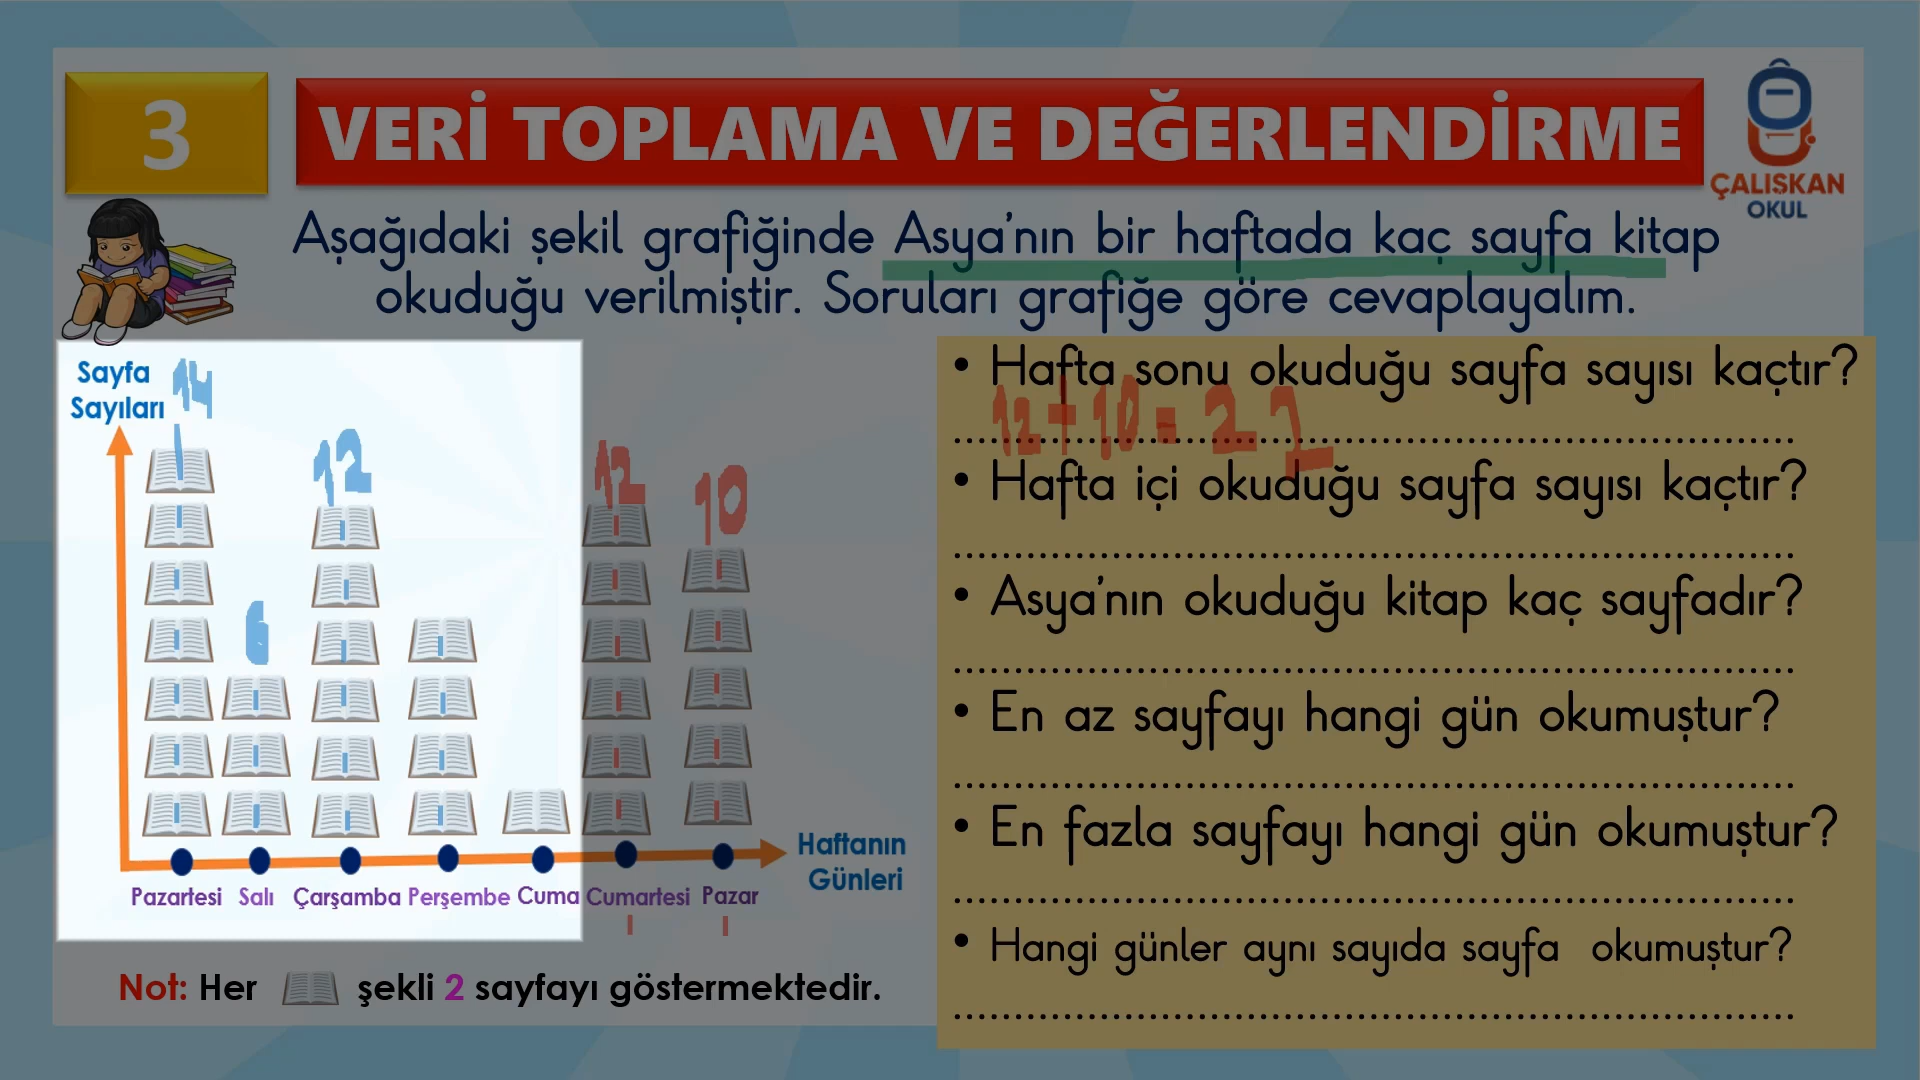 3
VERİ TOPLAMA VE DEĞERLENDİRME
ÇALIŞKAN
OKUL
Aşağıdaki şekil grafiğinde Asya'nın bir haftada kaç sayfa kitap
okuduğu verilmiştir. Soruları grafiğe göre cevaplayalım.
Sayfa
Sayıları
14
6
12
12
10
Pazartesi Salı Çarşamba Perşembe Cuma Cumartesi Pazar
Haftanın
Günleri
Not: Her şekli 2 sayfayı göstermektedir.
• Hafta sonu okuduğu sayfa sayısı kaçtır?
12+10=22
• Hafta içi okuduğu sayfa sayısı kaçtır?
• Asya'nın okuduğu kitap kaç sayfadır?
• En az sayfayı hangi gün okumuştur?
• En fazla sayfayı hangi gün okumuştur?
• Hangi günler aynı sayıda sayfa okumuştur?